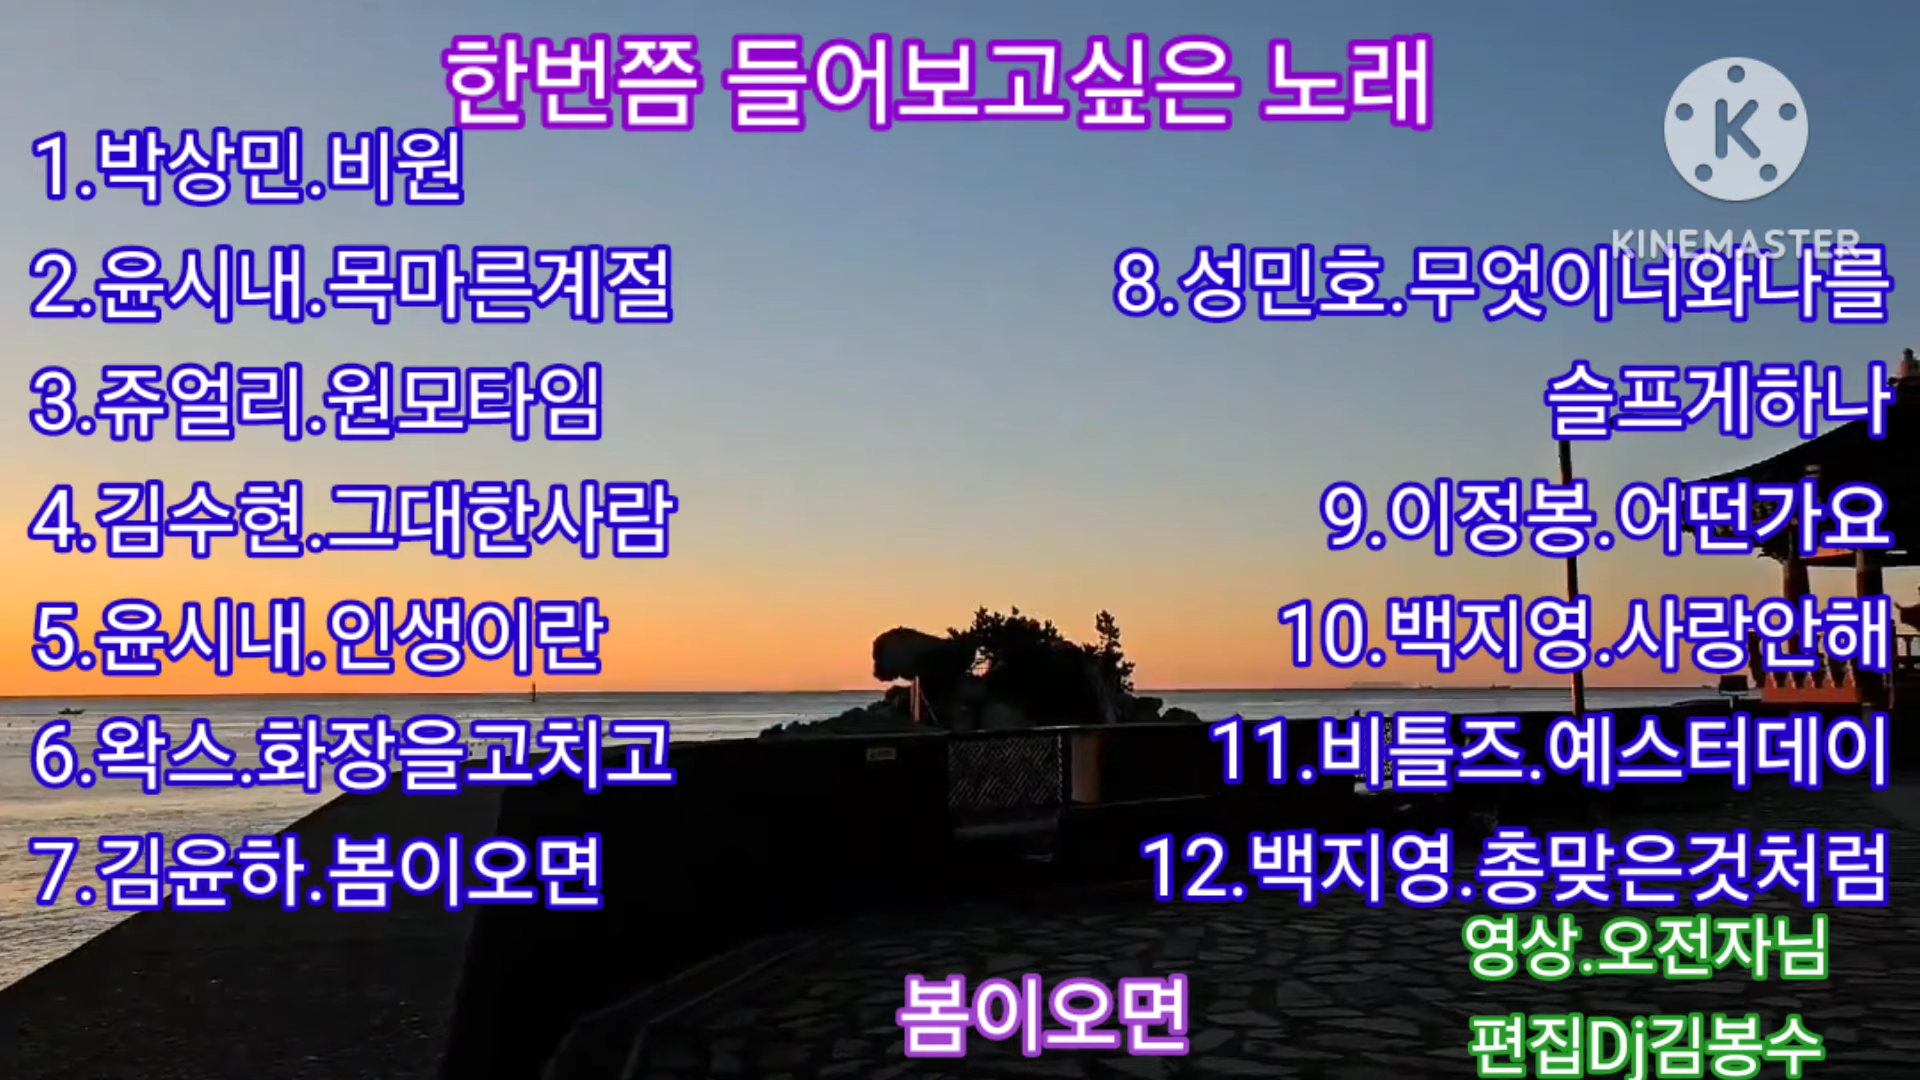 한번쯤 들어보고싶은 노래
KINEMASTER
1.박상민.비원
2.윤시내.목마른계절
3.쥬얼리.원모타임
4.김수현.그대한사람
5.윤시내.인생이란
6.왁스.화장을고치고
7.김윤하.봄이오면
8.성민호.무엇이너와나를
슬프게하나
9.이정봉.어떤가요
10.백지영.사랑안해
11.비틀즈.예스터데이
12.백지영.총맞은것처럼
영상.오전자님
편집Dj김봉수
봄이오면